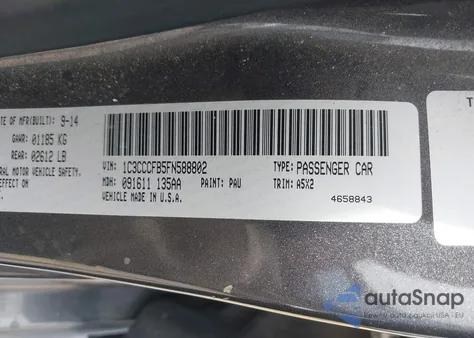 TE OF MFR(BUILT): 9-14
GAWR: 01185 KG
REAR: 02612 LB
RAL MOTOR VEHICLE SAFETY.
EFFECT ON
VIN: 1C3CCCFB5FN588802
TYPE: PASSENGER CAR
MDH: 091611 135AA
PAINT: PAU
TRIM: A5X2
VEHICLE MADE IN U.S.A.
4658843
T
autoSnap